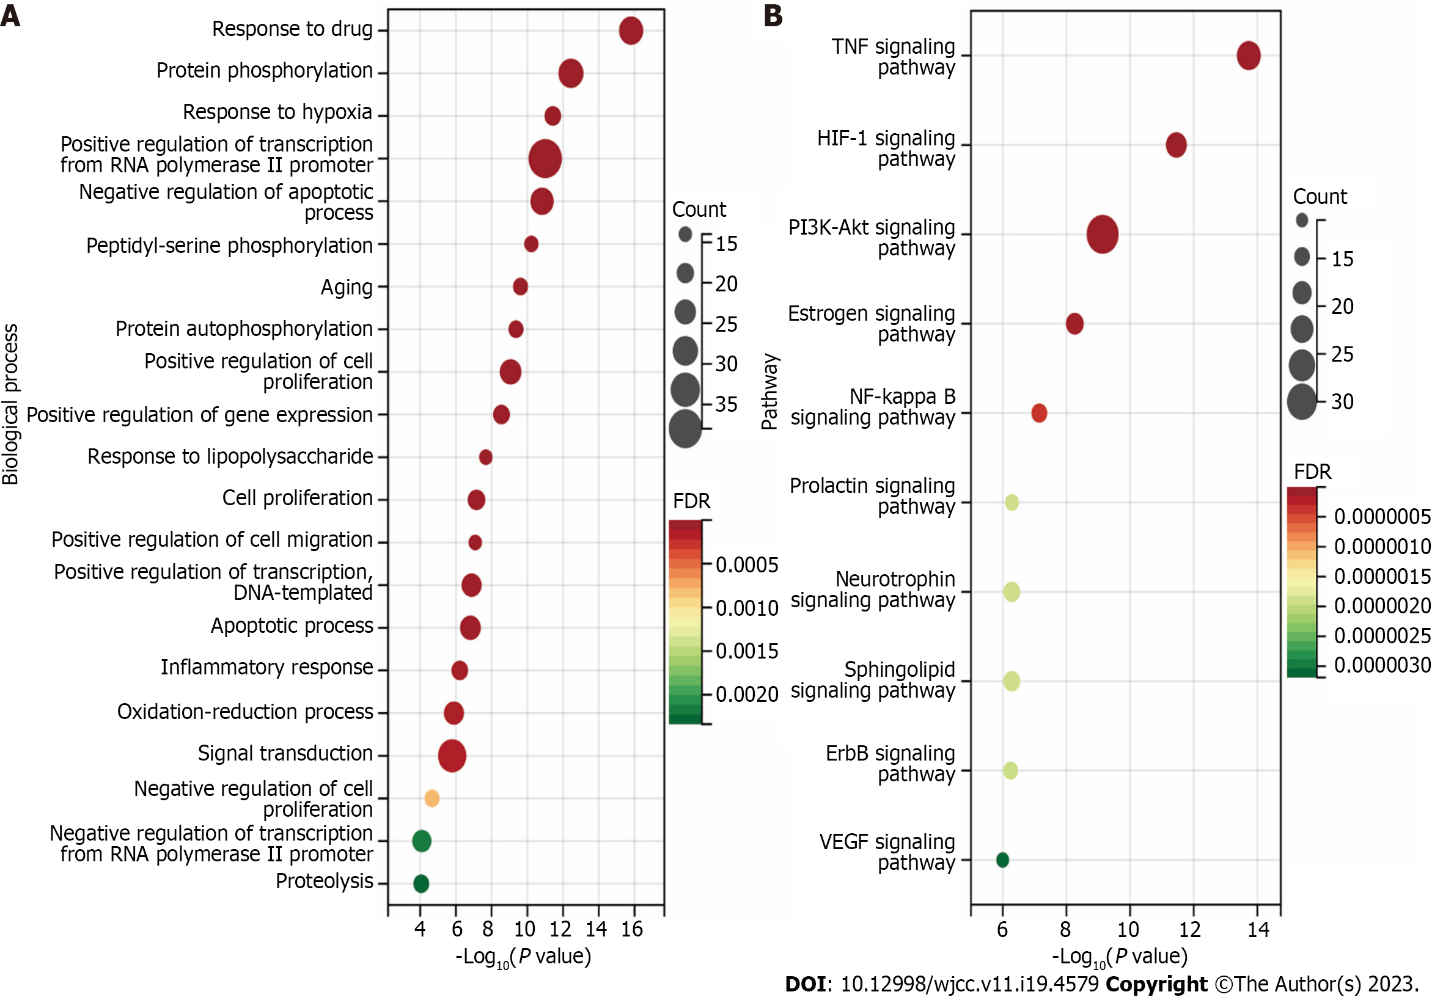 A
Biological process
Response to drug
Protein phosphorylation
Response to hypoxia
Positive regulation of transcription
from RNA polymerase II promoter
Negative regulation of apoptotic
process
Peptidyl-serine phosphorylation
Aging
Protein autophosphorylation
Positive regulation of cell
proliferation
Positive regulation of gene expression
Response to lipopolysaccharide
Cell proliferation
Positive regulation of cell migration
Positive regulation of transcription,
DNA-templated
Apoptotic process
Inflammatory response
Oxidation-reduction process
Signal transduction
Negative regulation of cell
proliferation
Negative regulation of transcription
from RNA polymerase II promoter
Proteolysis
4 6 8 10 12 14 16
-Log10(P value)
Count
15
20
25
30
35
FDR
0.0005
0.0010
0.0015
0.0020
B
Pathway
TNF signaling
pathway
HIF-1 signaling
pathway
PI3K-Akt signaling
pathway
Estrogen signaling
pathway
NF-kappa B
signaling pathway
Prolactin signaling
pathway
Neurotrophin
signaling pathway
Sphingolipid
signaling pathway
ErbB signaling
pathway
VEGF signaling
pathway
6 8 10 12 14
-Log10(P value)
Count
15
20
25
30
FDR
0.0000005
0.0000010
0.0000015
0.0000020
0.0000025
0.0000030
DOI: 10.12998/wjcc.v11.i19.4579 Copyright ©The Author(s) 2023.